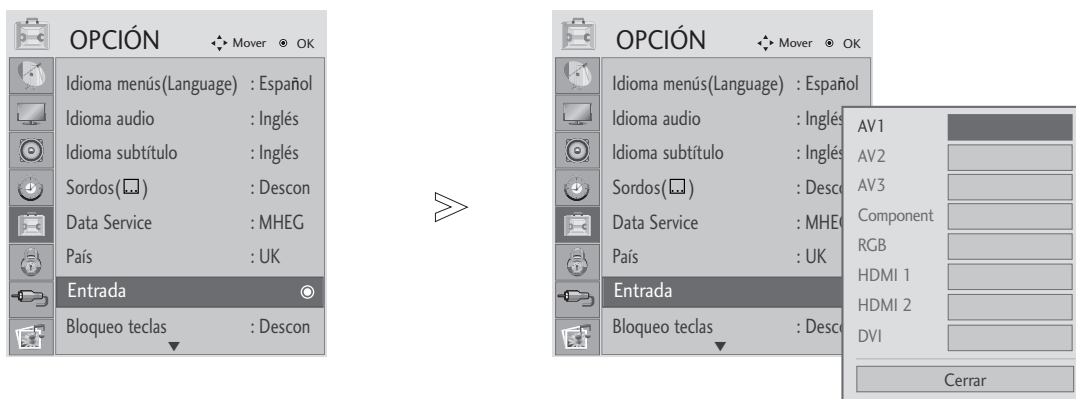 OPCIÓN Mover OK
Idioma menús(Language) : Español
Idioma audio : Inglés
Idioma subtítulo : Inglés
Sordos( ) : Descon
Data Service : MHEG
País : UK
Entrada
Bloqueo teclas : Descon
OPCIÓN Mover OK
Idioma menús(Language) : Español
Idioma audio : Inglés
Idioma subtítulo : Inglés
Sordos( ) : Desco
Data Service : MHE
País : UK
Entrada
Bloqueo teclas : Desco
AV1
AV2
AV3
Component
RGB
HDMI 1
HDMI 2
DVI
Cerrar